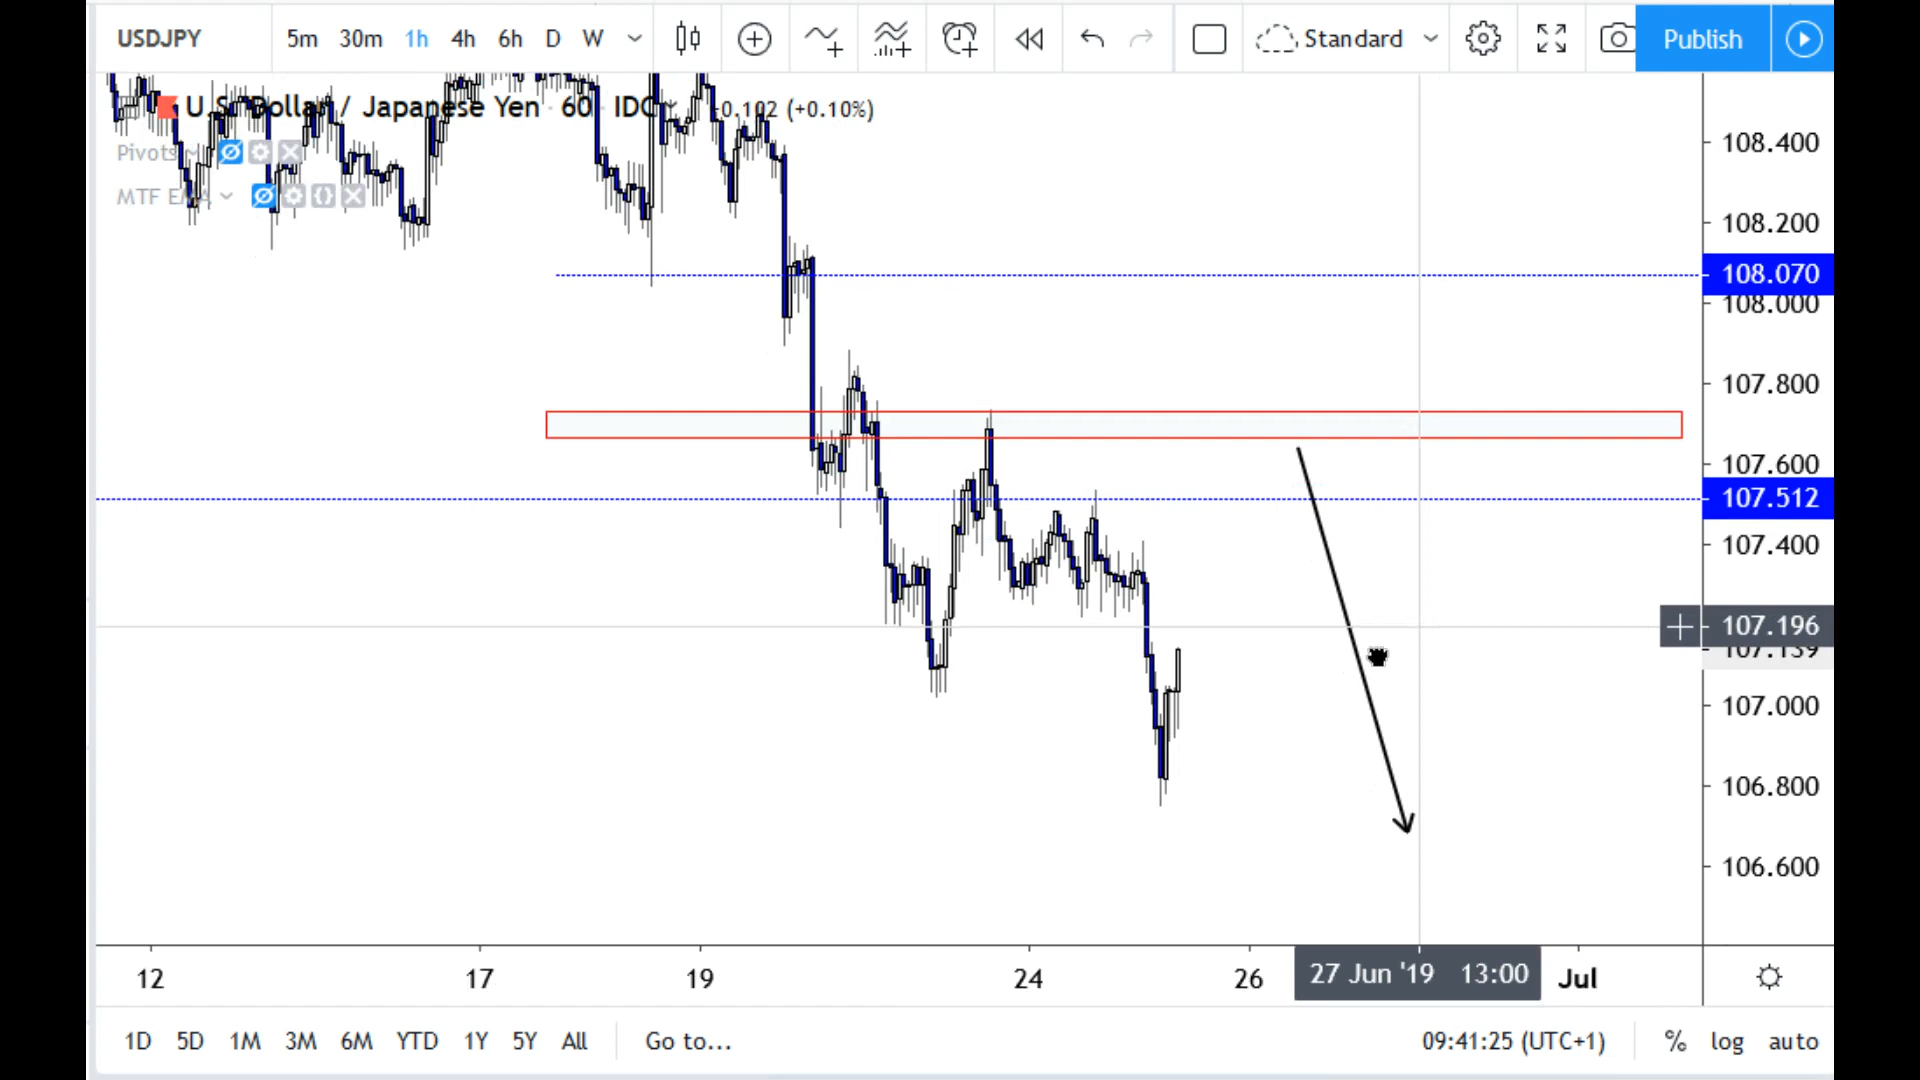 USDJPY 5m 30m 1h 4h 6h D W Standard Publish
U.S. Dollar / Japanese Yen 60 IDC 0.102 (+0.10%)
Pivots
MTF EMA
108.400
108.200
108.070
108.000
107.800
107.600
107.512
107.400
107.196
107.139
107.000
106.800
106.600
12 17 19 24 26 27 Jun '19 13:00 Jul
1D 5D 1M 3M 6M YTD 1Y 5Y All Go to... 09:41:25 (UTC+1) % log auto